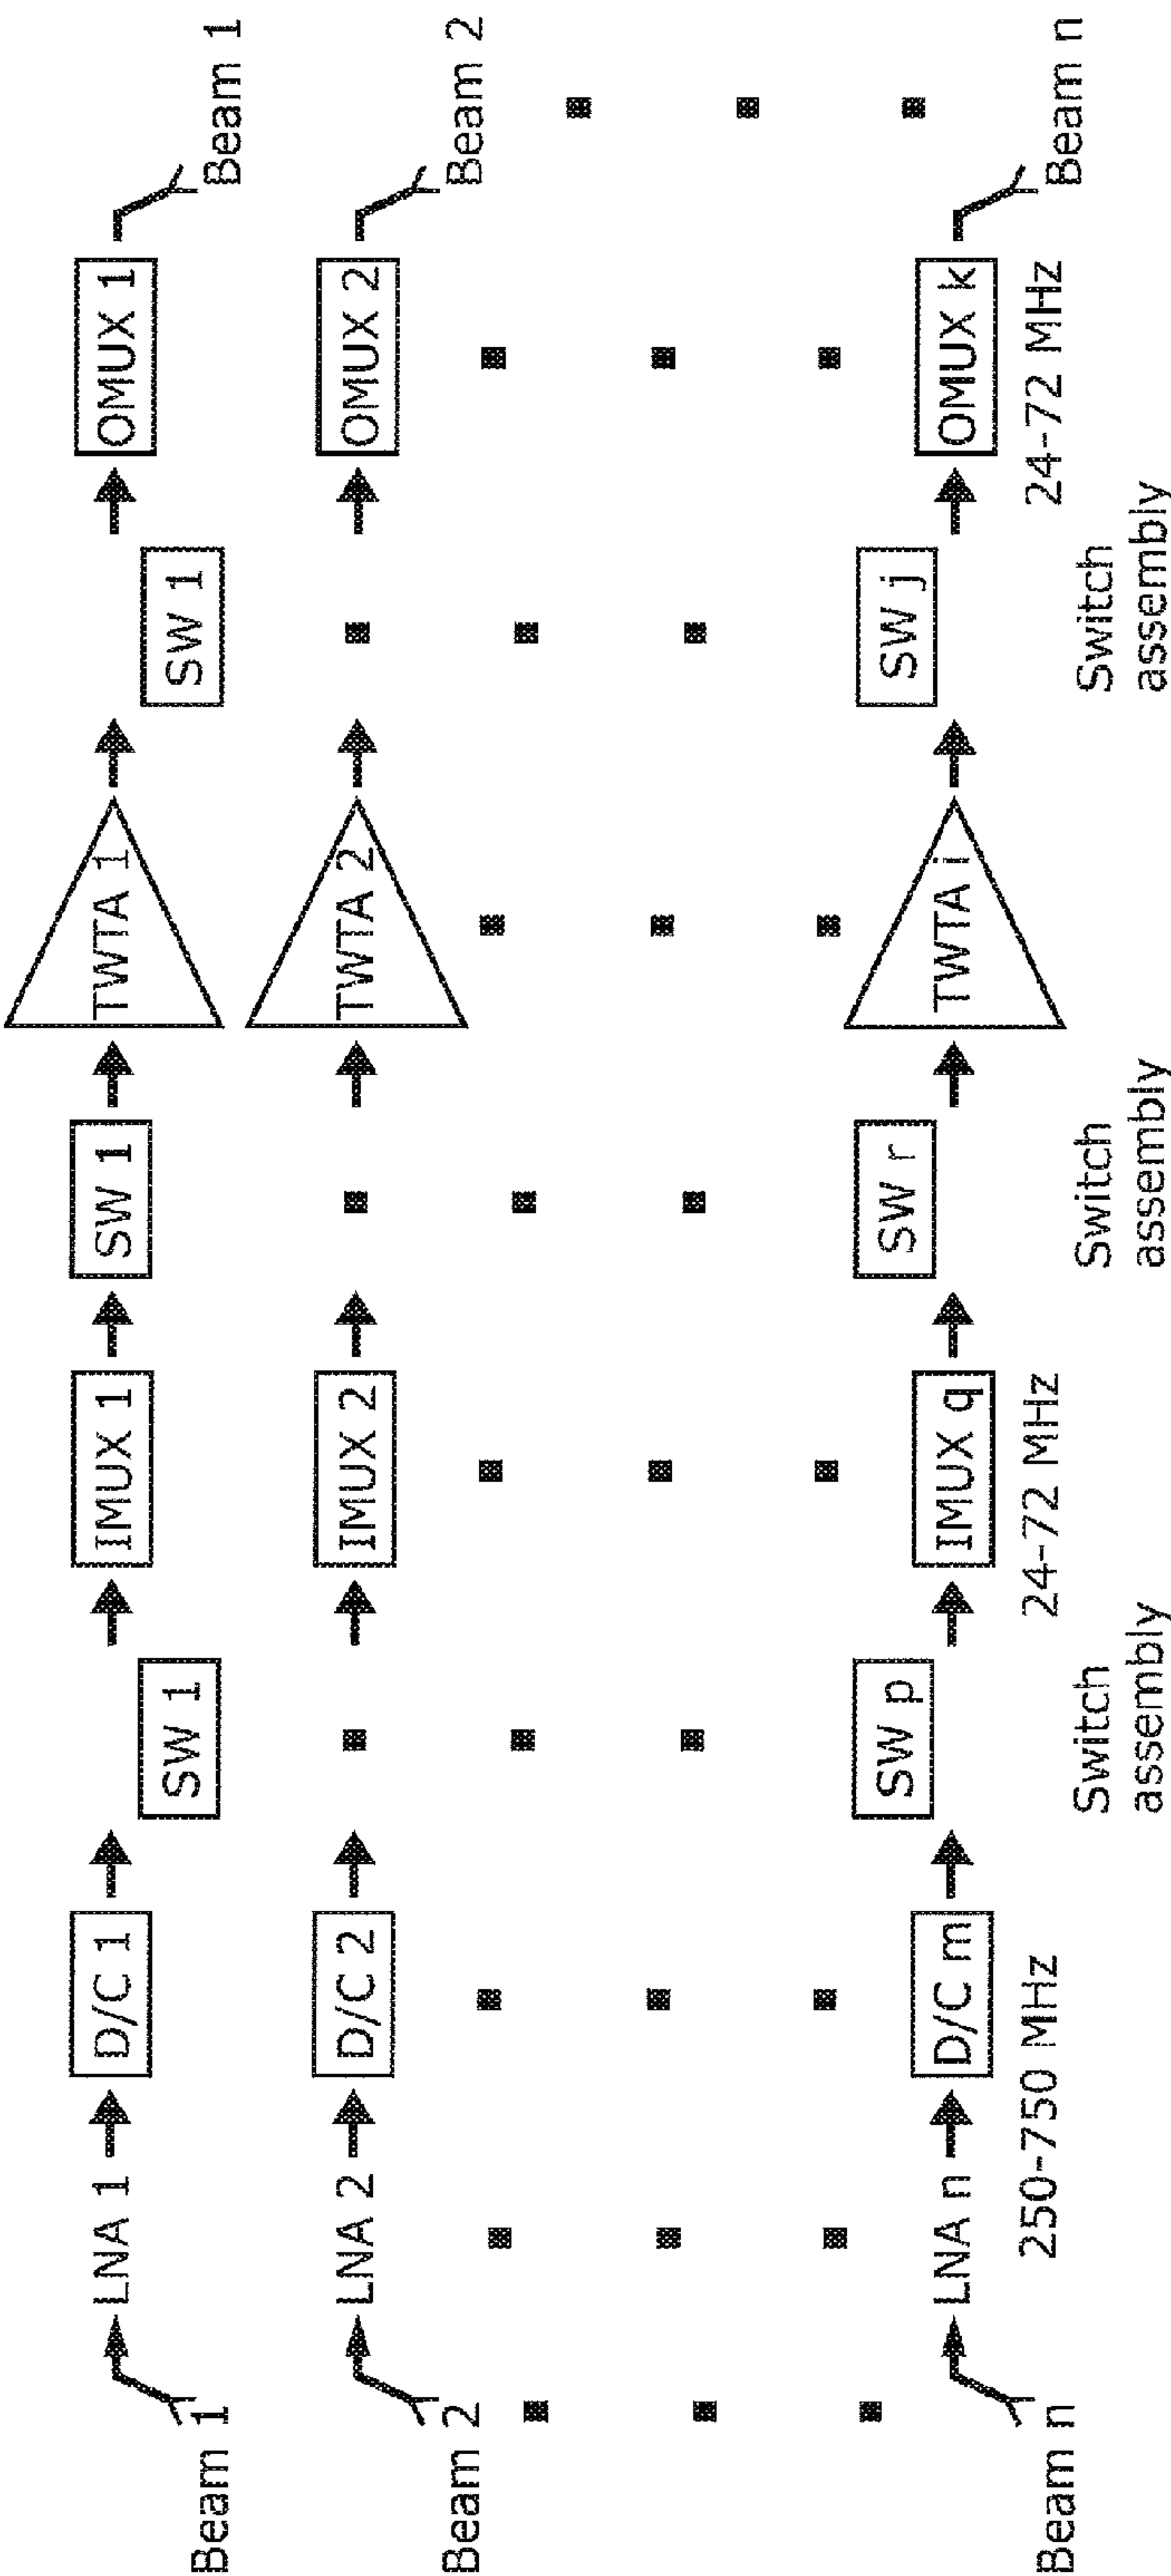 Beam 1
LNA 1
D/C 1
SW 1
IMUX 1
SW 1
TWTA 1
SW 1
OMUX 1
Beam 1
Beam 2
LNA 2
D/C 2
IMUX 2
TWTA 2
OMUX 2
Beam 2
Beam n
LNA n
D/C m
SW p
IMUX q
SW r
TWTA i
SW j
OMUX k
Beam n
250-750 MHz
24-72 MHz
24-72 MHz
Switch
assembly
Switch
assembly
Switch
assembly